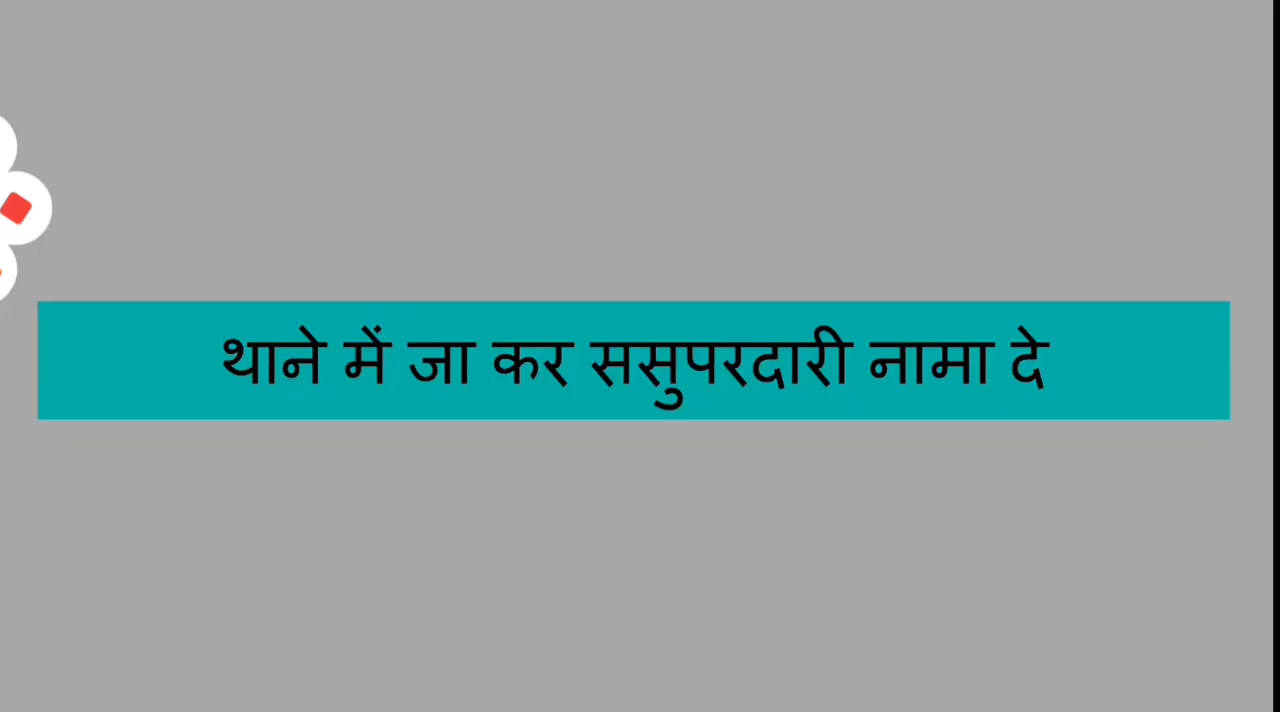 थाने में जा कर ससुपरदारी नामा दे